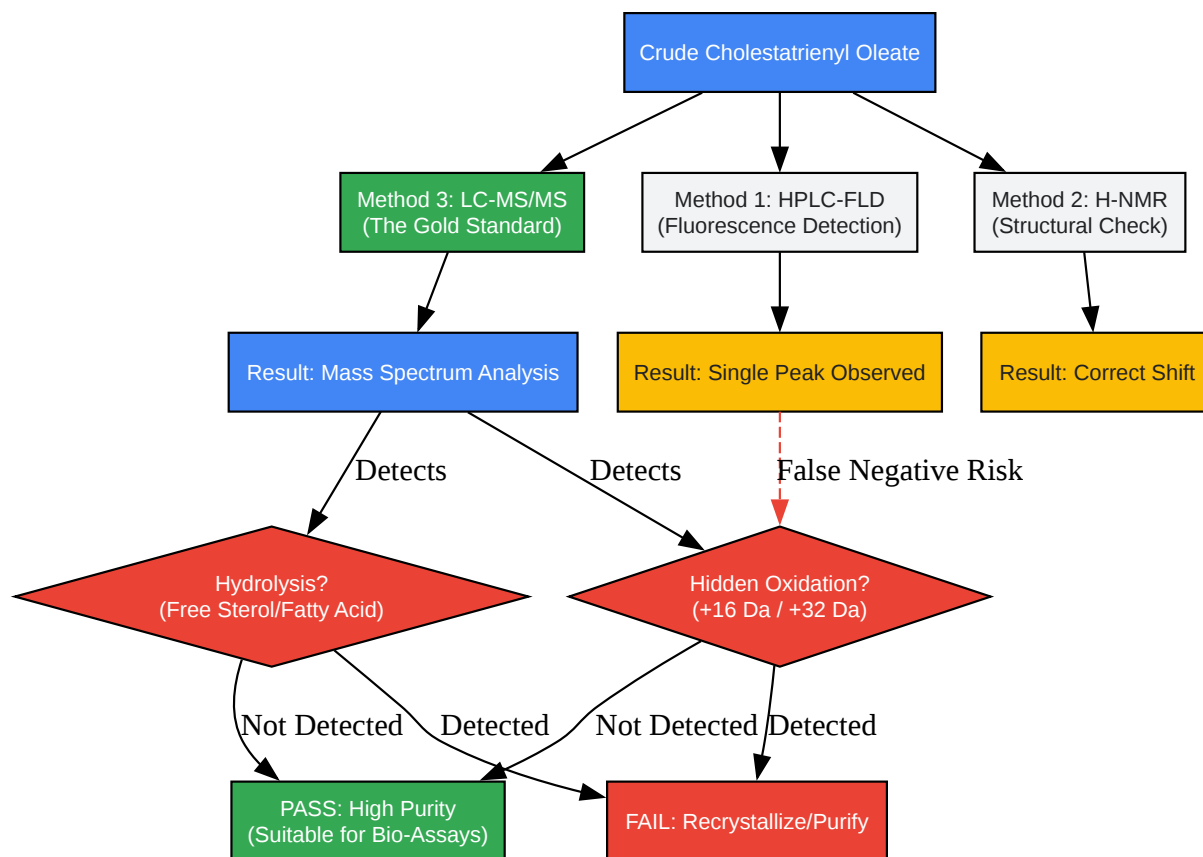 Crude Cholestatrienyl Oleate
Method 3: LC-MS/MS
(The Gold Standard)
Method 1: HPLC-FLD
(Fluorescence Detection)
Method 2: H-NMR
(Structural Check)
Result: Mass Spectrum Analysis
Result: Single Peak Observed
Result: Correct Shift
Detects
Detects
False Negative Risk
Hydrolysis?
(Free Sterol/Fatty Acid)
Hidden Oxidation?
(+16 Da / +32 Da)
Not Detected
Detected
Not Detected
Detected
PASS: High Purity
(Suitable for Bio-Assays)
FAIL: Recrystallize/Purify